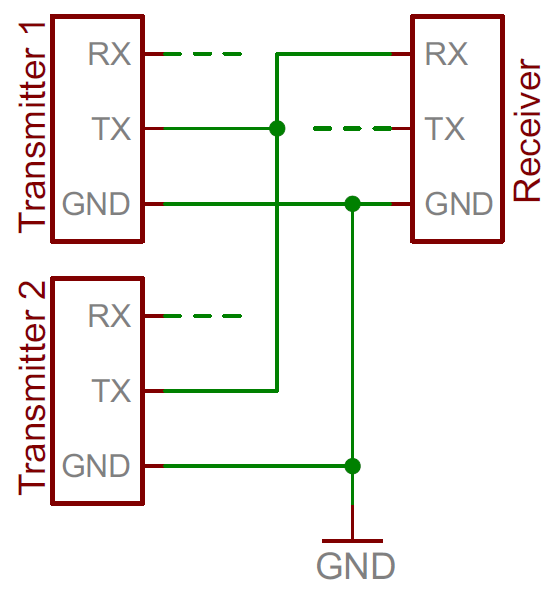 Transmitter 1
RX
TX
GND
Receiver
RX
TX
GND
Transmitter 2
RX
TX
GND
GND